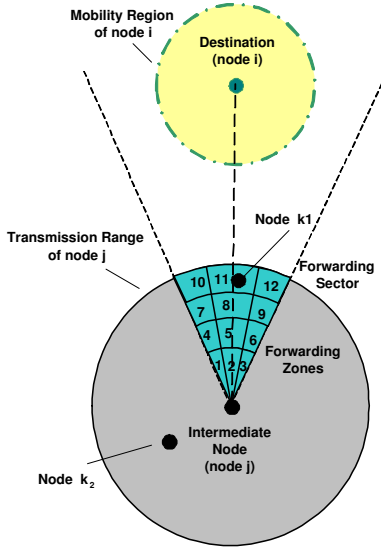 Mobility Region
of node i
Destination
(node i)
Node k1
Transmission Range
of node j
Forwarding
Sector
10 11 12
7 8 9
4 5 6
1 2 3
Forwarding
Zones
Intermediate
Node
(node j)
Node k2